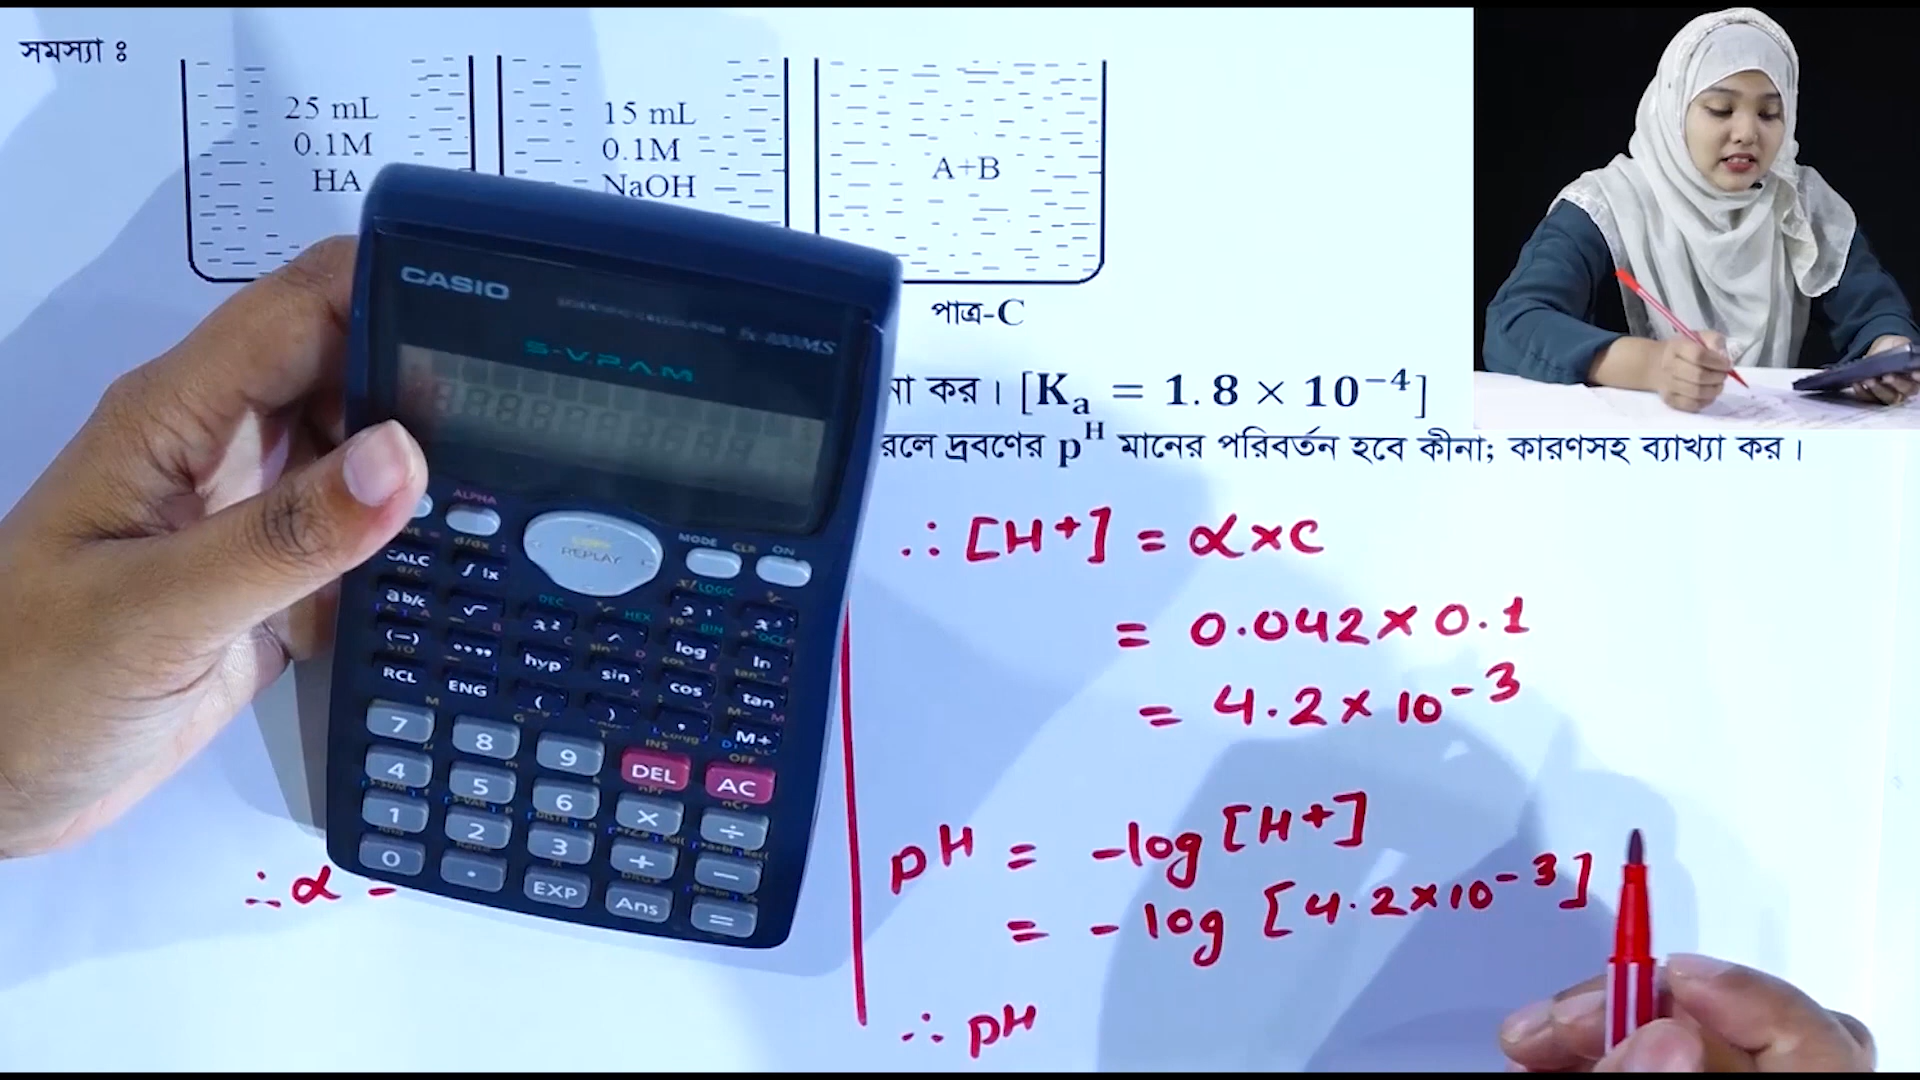 সমস্যা ঃ
25 mL
0.1M
HA
15 mL
0.1M
NaOH
A+B
পাত্র-C
না কর। [Kₐ = 1.8 × 10⁻⁴]
রলে দ্রবণের pᴴ মানের পরিবর্তন হবে কীনা; কারণসহ ব্যাখ্যা কর।
∴ [H⁺] = α×C
= 0.042×0.1
= 4.2×10⁻³
pH = -log [H⁺]
= -log [4.2×10⁻³]
∴ pH
∴ α =
CASIO
S-V.P.A.M.
ALPHA
REPLAY
MODE CLR ON
CALC
ab/c
hyp sin cos tan
log ln
RCL ENG ( ) , M+
7 8 9 DEL AC
4 5 6 × ÷
1 2 3 + −
0 . EXP Ans =